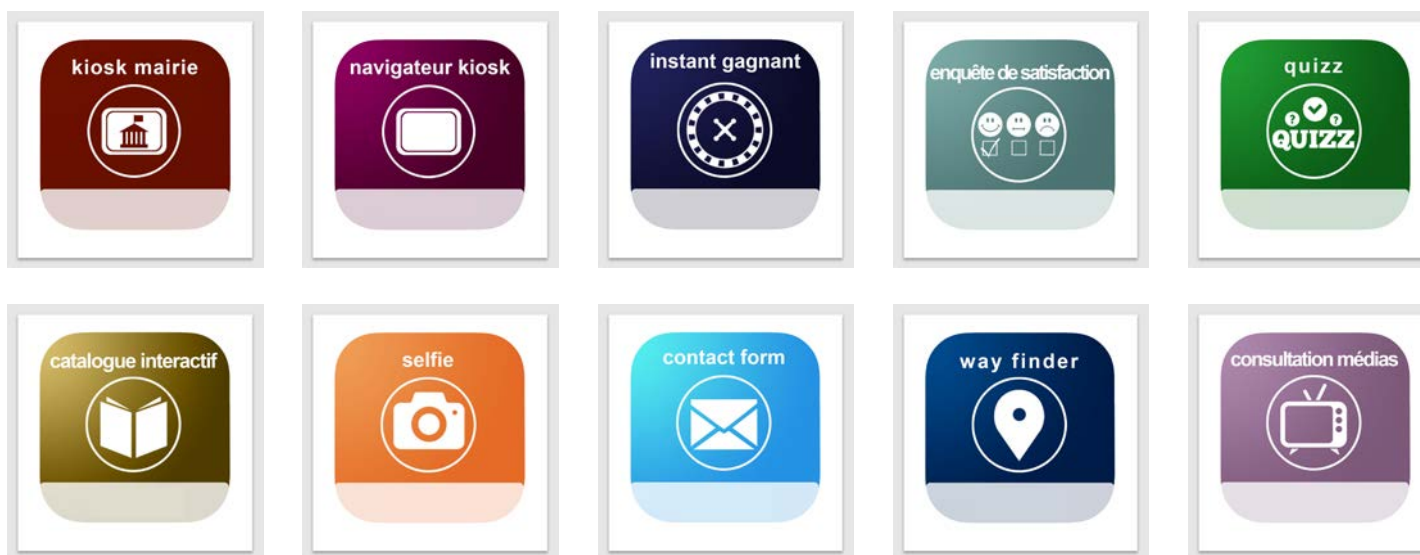 kiosk mairie
navigateur kiosk
instant gagnant
enquête de satisfaction
quizz
? ?
QUIZZ
catalogue interactif
selfie
contact form
way finder
consultation médias